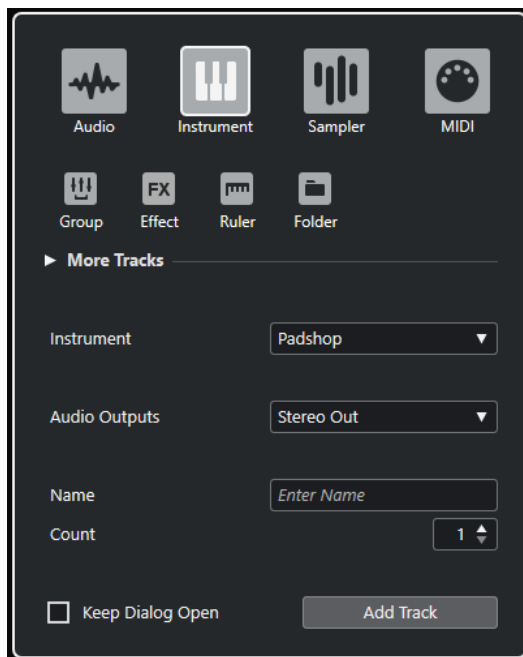 Audio Instrument Sampler MIDI
FX
Group Effect Ruler Folder
More Tracks
Instrument Padshop
Audio Outputs Stereo Out
Name Enter Name
Count 1
Keep Dialog Open Add Track